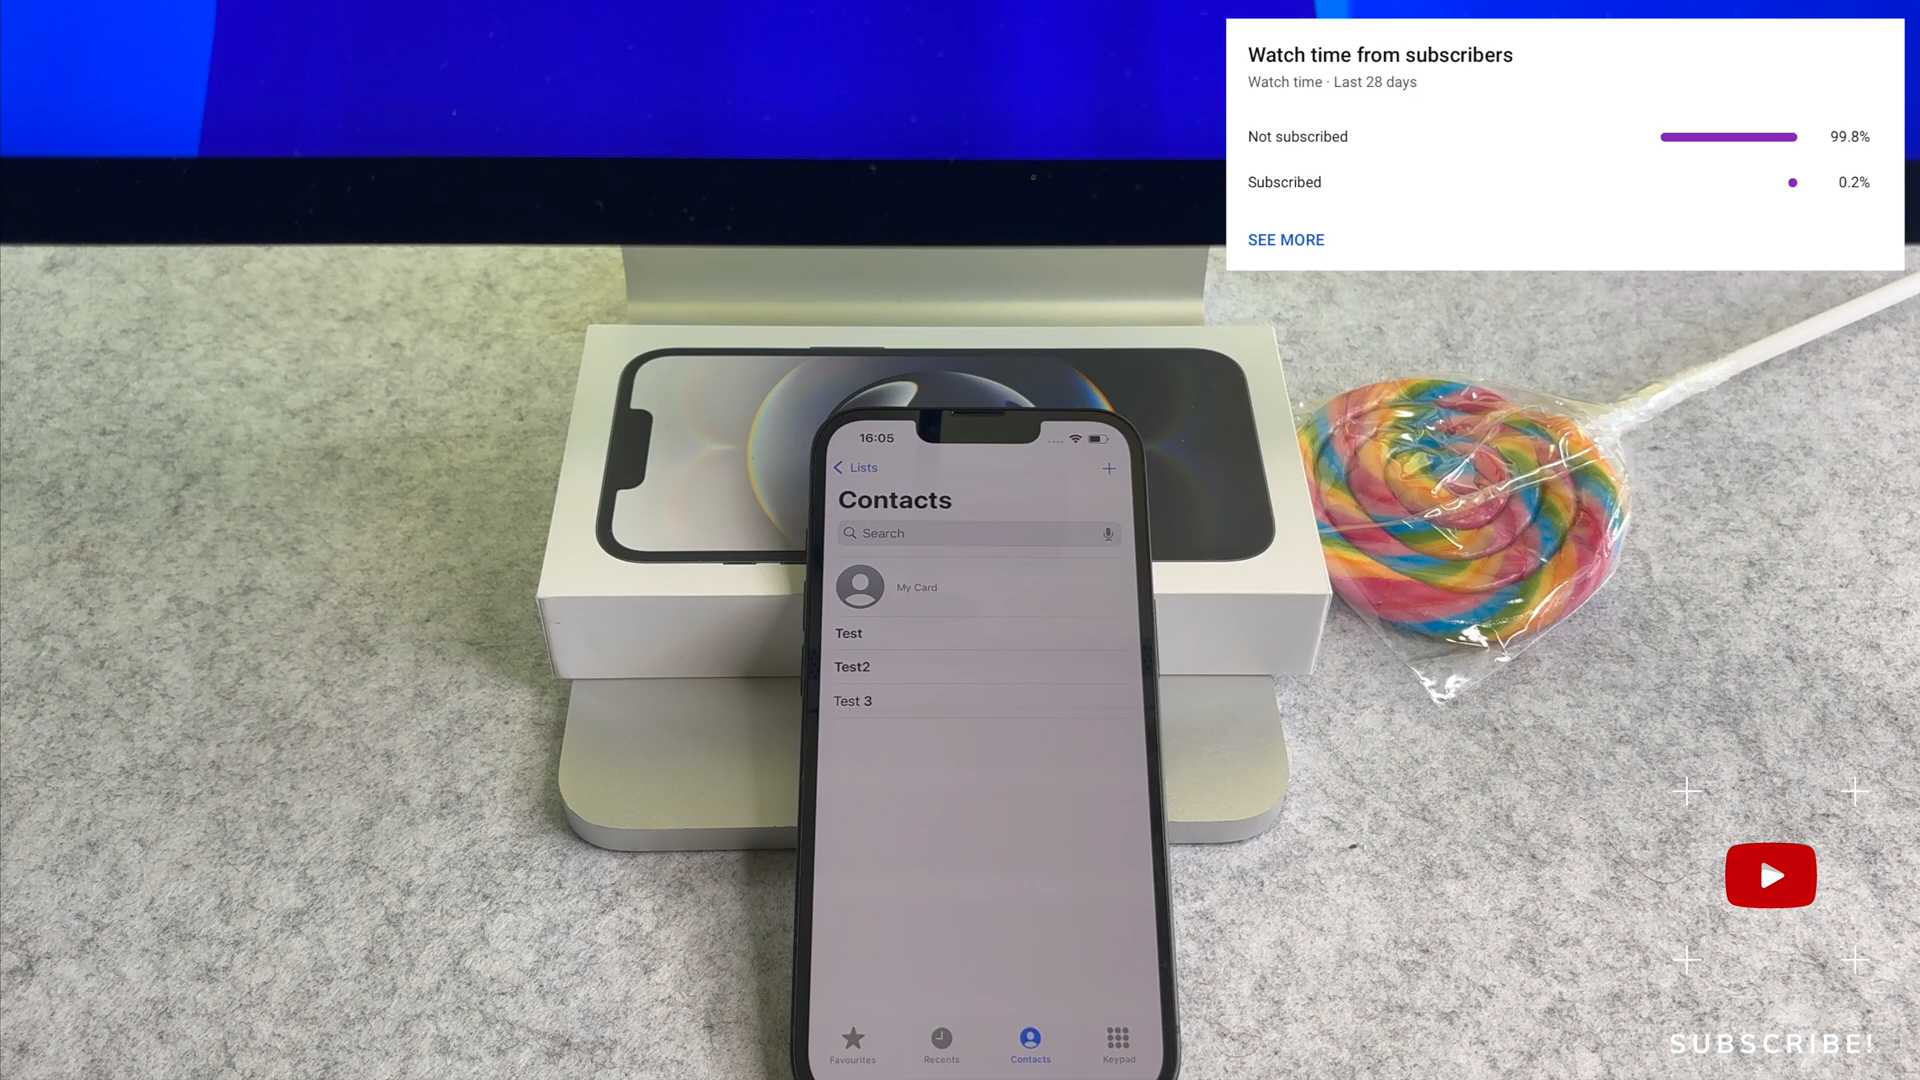 Watch time from subscribers
Watch time · Last 28 days
Not subscribed 99.8%
Subscribed 0.2%
SEE MORE
16:05
Lists
Contacts
Search
My Card
Test
Test2
Test 3
Favourites Recents Contacts Keypad
SUBSCRIBE!